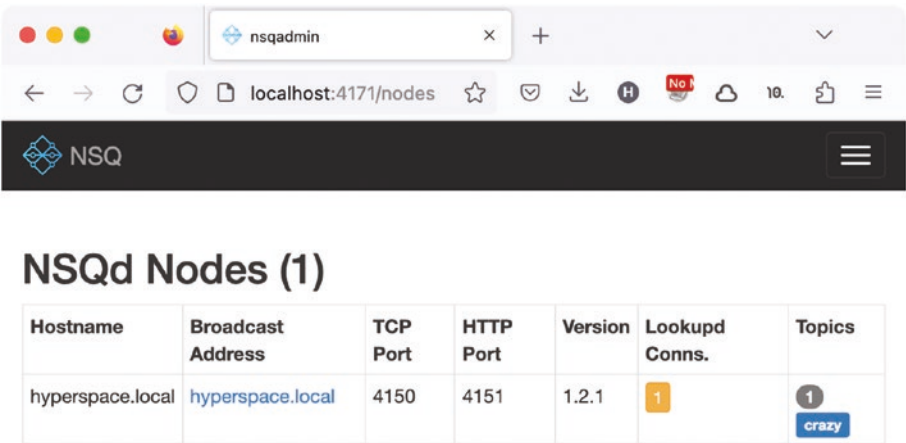 nsqadmin
localhost:4171/nodes
H
10.
NSQ
NSQd Nodes (1)
Hostname Broadcast Address TCP Port HTTP Port Version Lookupd Conns. Topics
hyperspace.local hyperspace.local 4150 4151 1.2.1 1 1
crazy